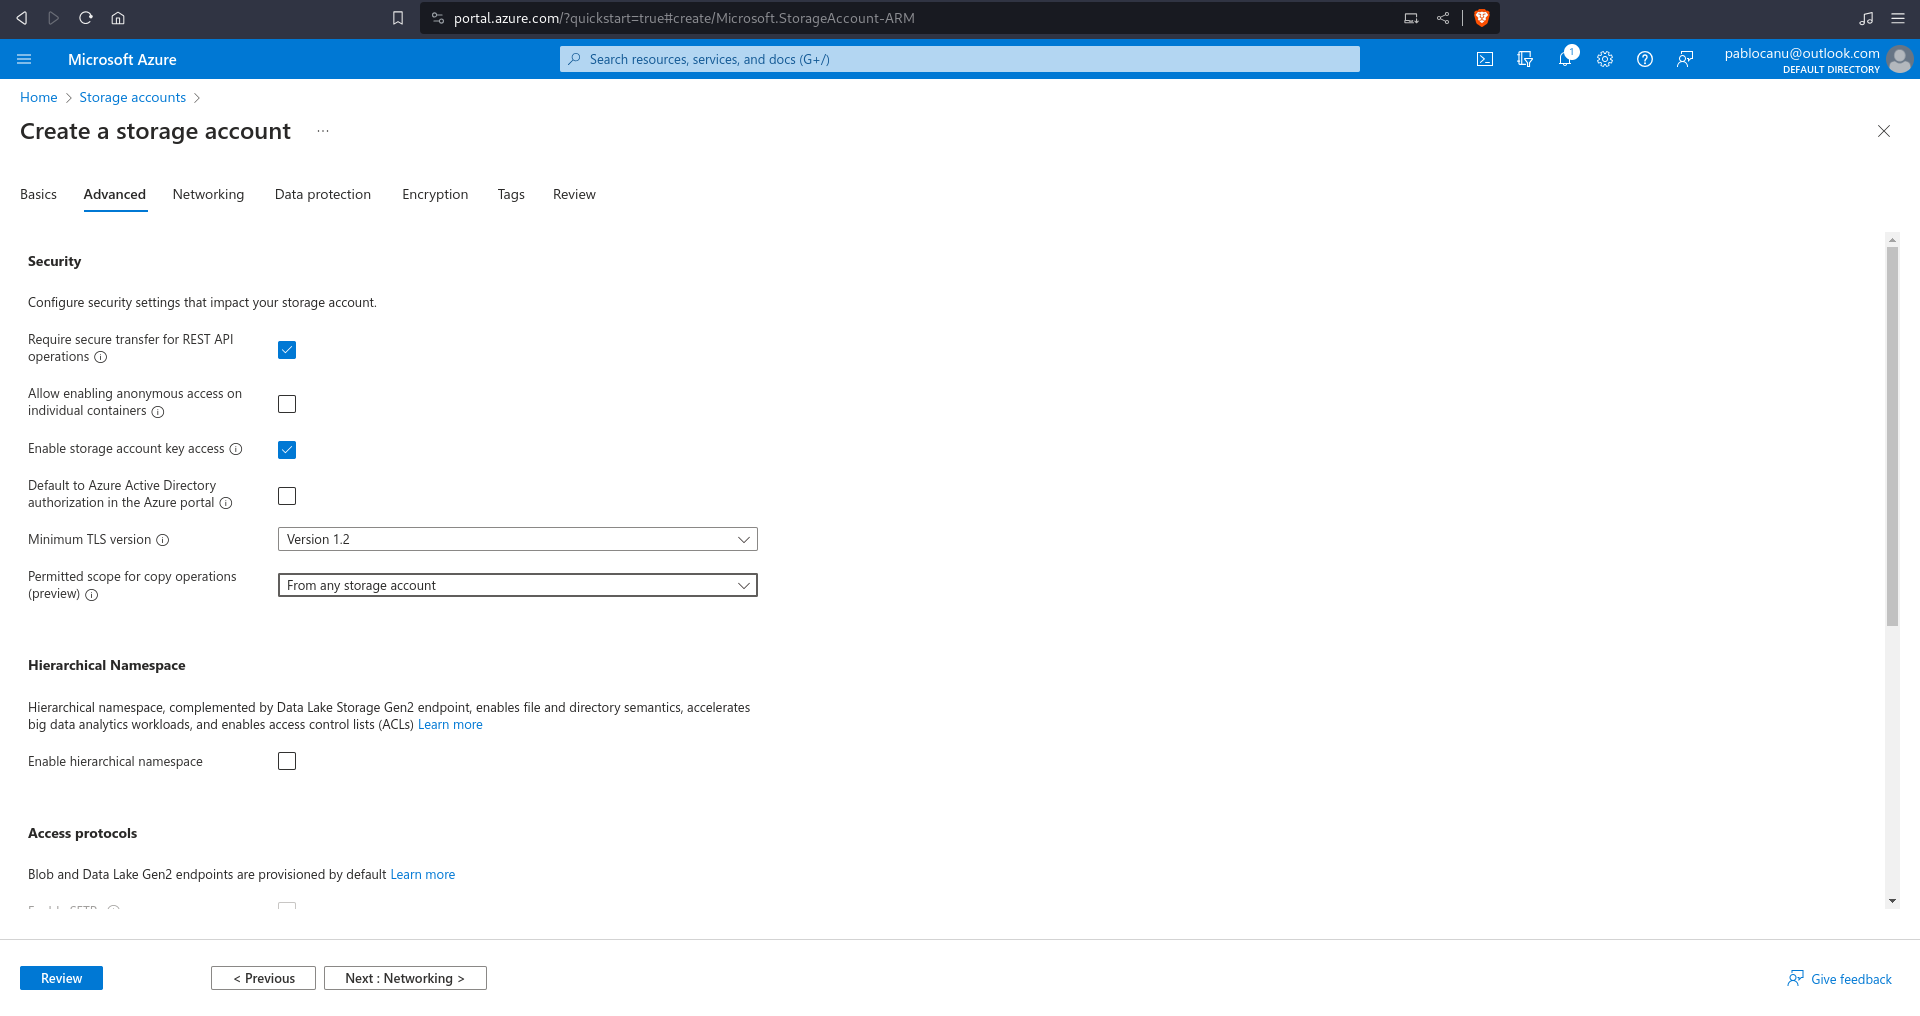 portal.azure.com/?quickstart=true#create/Microsoft.StorageAccount-ARM
Microsoft Azure
Search resources, services, and docs (G+/)
1
pablocanu@outlook.com
DEFAULT DIRECTORY
Home > Storage accounts >
Create a storage account ...
Basics Advanced Networking Data protection Encryption Tags Review
Security
Configure security settings that impact your storage account.
Require secure transfer for REST API
operations
Allow enabling anonymous access on
individual containers
Enable storage account key access
Default to Azure Active Directory
authorization in the Azure portal
Minimum TLS version
Version 1.2
Permitted scope for copy operations
(preview)
From any storage account
Hierarchical Namespace
Hierarchical namespace, complemented by Data Lake Storage Gen2 endpoint, enables file and directory semantics, accelerates
big data analytics workloads, and enables access control lists (ACLs) Learn more
Enable hierarchical namespace
Access protocols
Blob and Data Lake Gen2 endpoints are provisioned by default Learn more
Review
< Previous
Next : Networking >
Give feedback